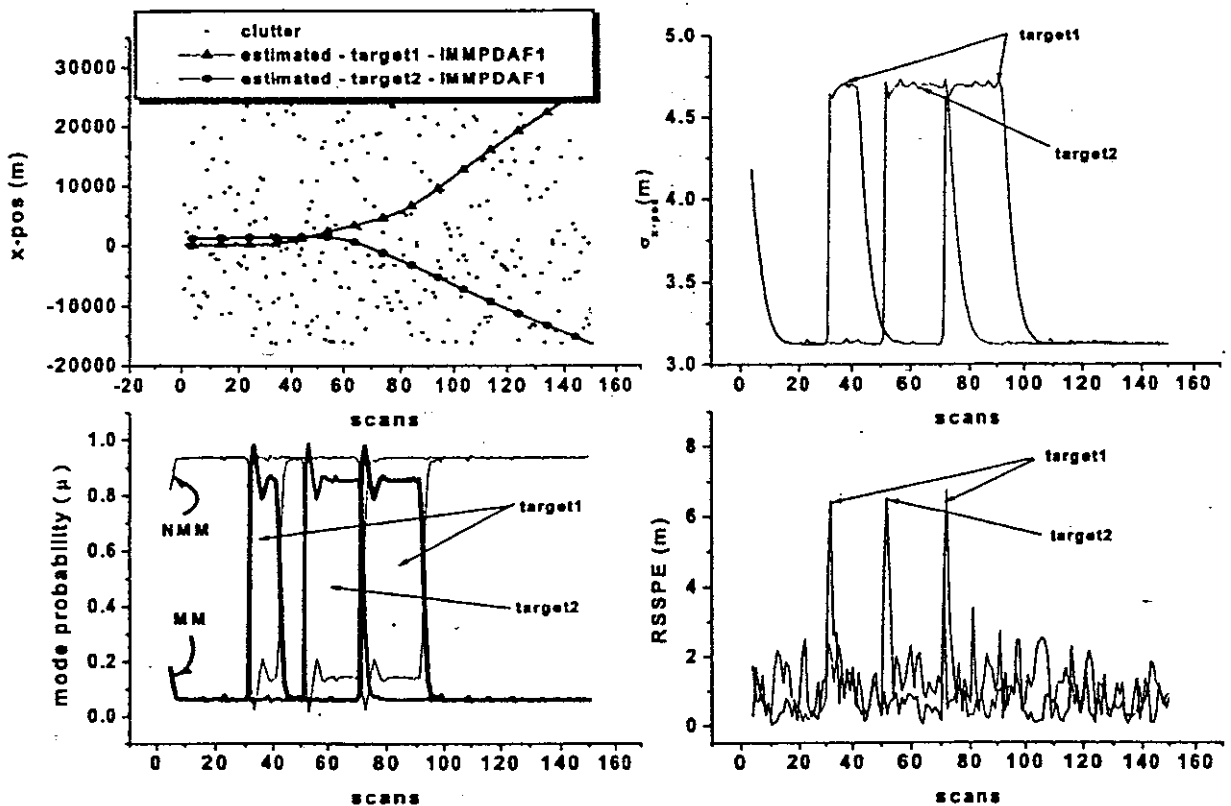 clutter
estimated - target1 - IMMPDAF1
estimated - target2 - IMMPDAF1
30000
20000
10000
0
-10000
-20000
x-pos (m)
-20 0 20 40 60 80 100 120 140 160
scans
5.0
4.5
4.0
3.5
3.0
σx-pos(m)
target1
target2
0 20 40 60 80 100 120 140 160
scans
1.0
0.8
0.6
0.4
0.2
0.0
mode probability (μ)
NMM
MM
target1
target2
0 20 40 60 80 100 120 140 160
scans
8
6
4
2
0
RSSPE (m)
target1
target2
0 20 40 60 80 100 120 140 160
scans